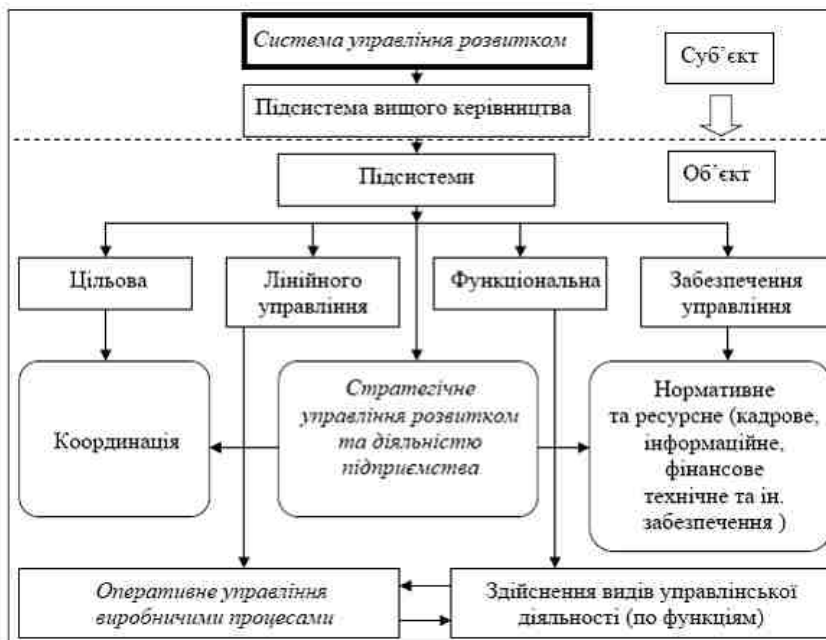 Система управління розвитком
Суб’єкт
Підсистема вищого керівництва
Підсистеми
Об’єкт
Цільова
Лінійного
управління
Функціональна
Забезпечення
управління
Координація
Стратегічне
управління розвитком
та діяльністю
підприємства
Нормативне
та ресурсне (кадрове,
інформаційне,
фінансове
технічне та ін.
забезпечення )
Оперативне управління
виробничими процесами
Здійснення видів управлінської
діяльності (по функціям)